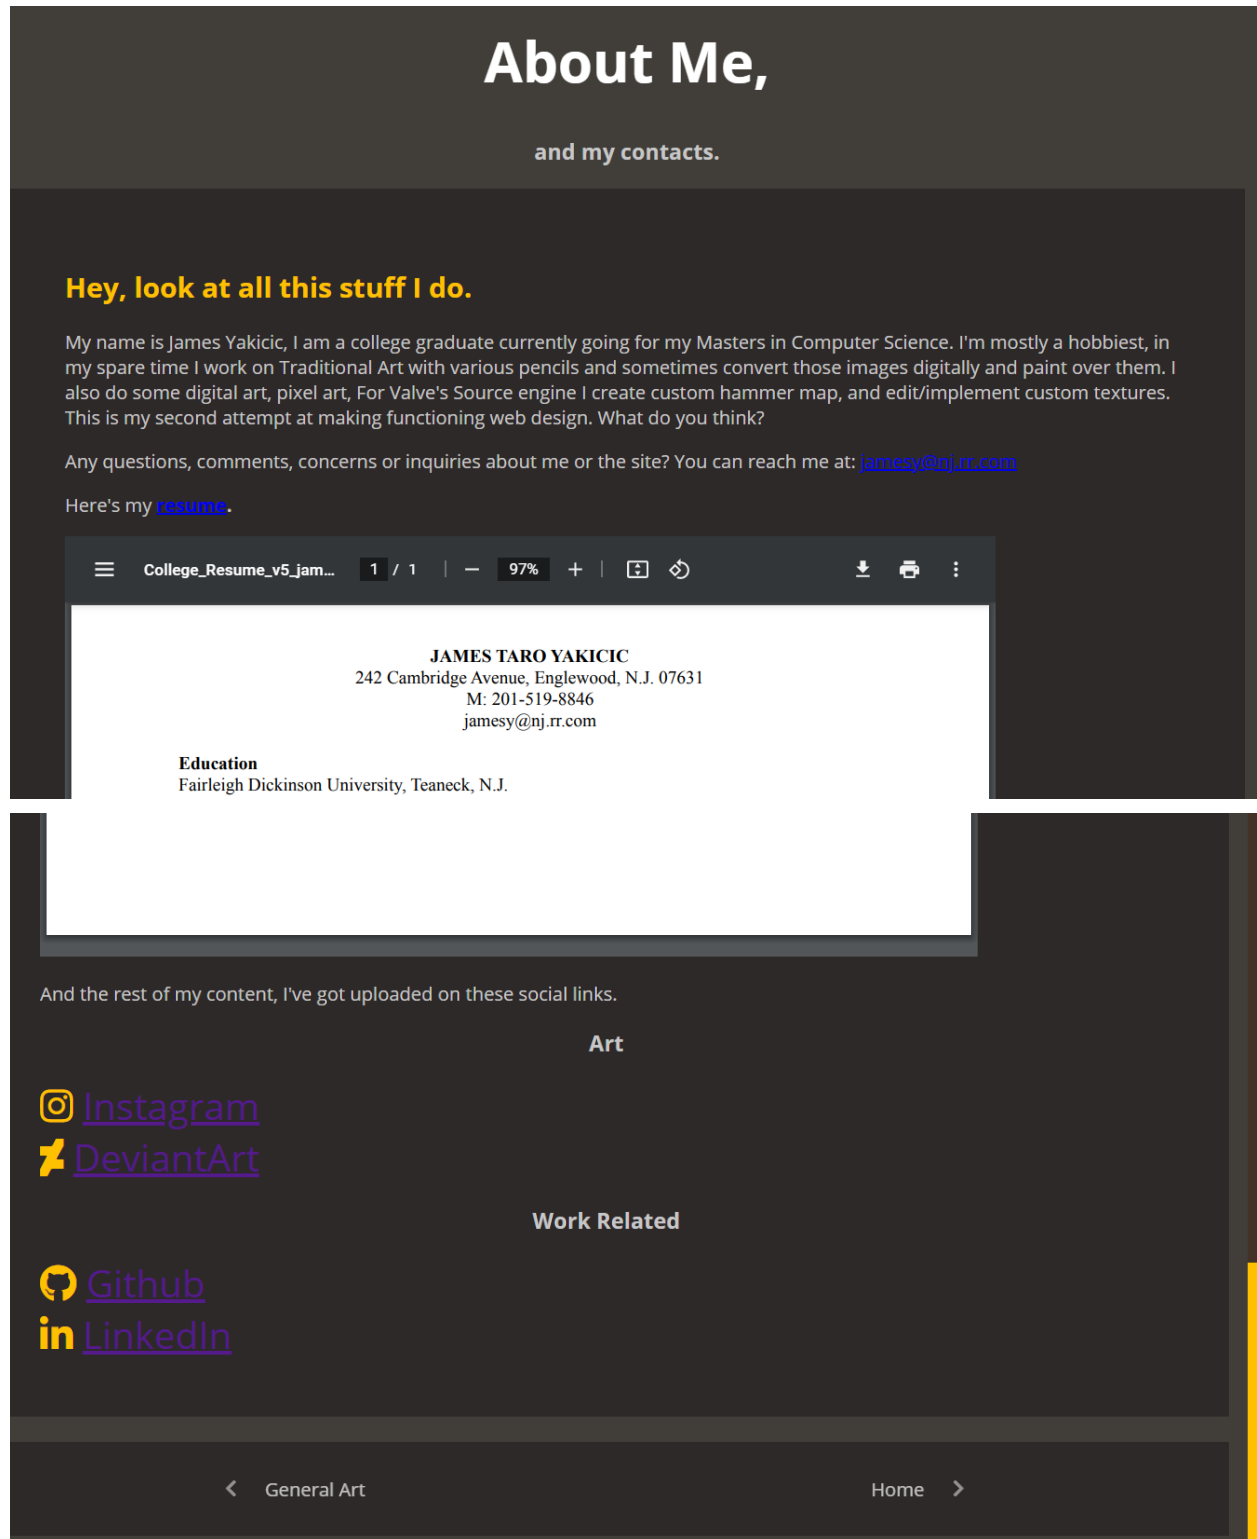 About Me,
and my contacts.
Hey, look at all this stuff I do.
My name is James Yakicic, I am a college graduate currently going for my Masters in Computer Science. I'm mostly a hobbiest, in
my spare time I work on Traditional Art with various pencils and sometimes convert those images digitally and paint over them. I
also do some digital art, pixel art, For Valve's Source engine I create custom hammer map, and edit/implement custom textures.
This is my second attempt at making functioning web design. What do you think?
Any questions, comments, concerns or inquiries about me or the site? You can reach me at: jamesy@nj.rr.com
Here's my resume.
College_Resume_v5_jam... 1 / 1 97%
JAMES TARO YAKICIC
242 Cambridge Avenue, Englewood, N.J. 07631
M: 201-519-8846
jamesy@nj.rr.com
Education
Fairleigh Dickinson University, Teaneck, N.J.
And the rest of my content, I've got uploaded on these social links.
Art
Instagram
DeviantArt
Work Related
Github
in LinkedIn
General Art Home